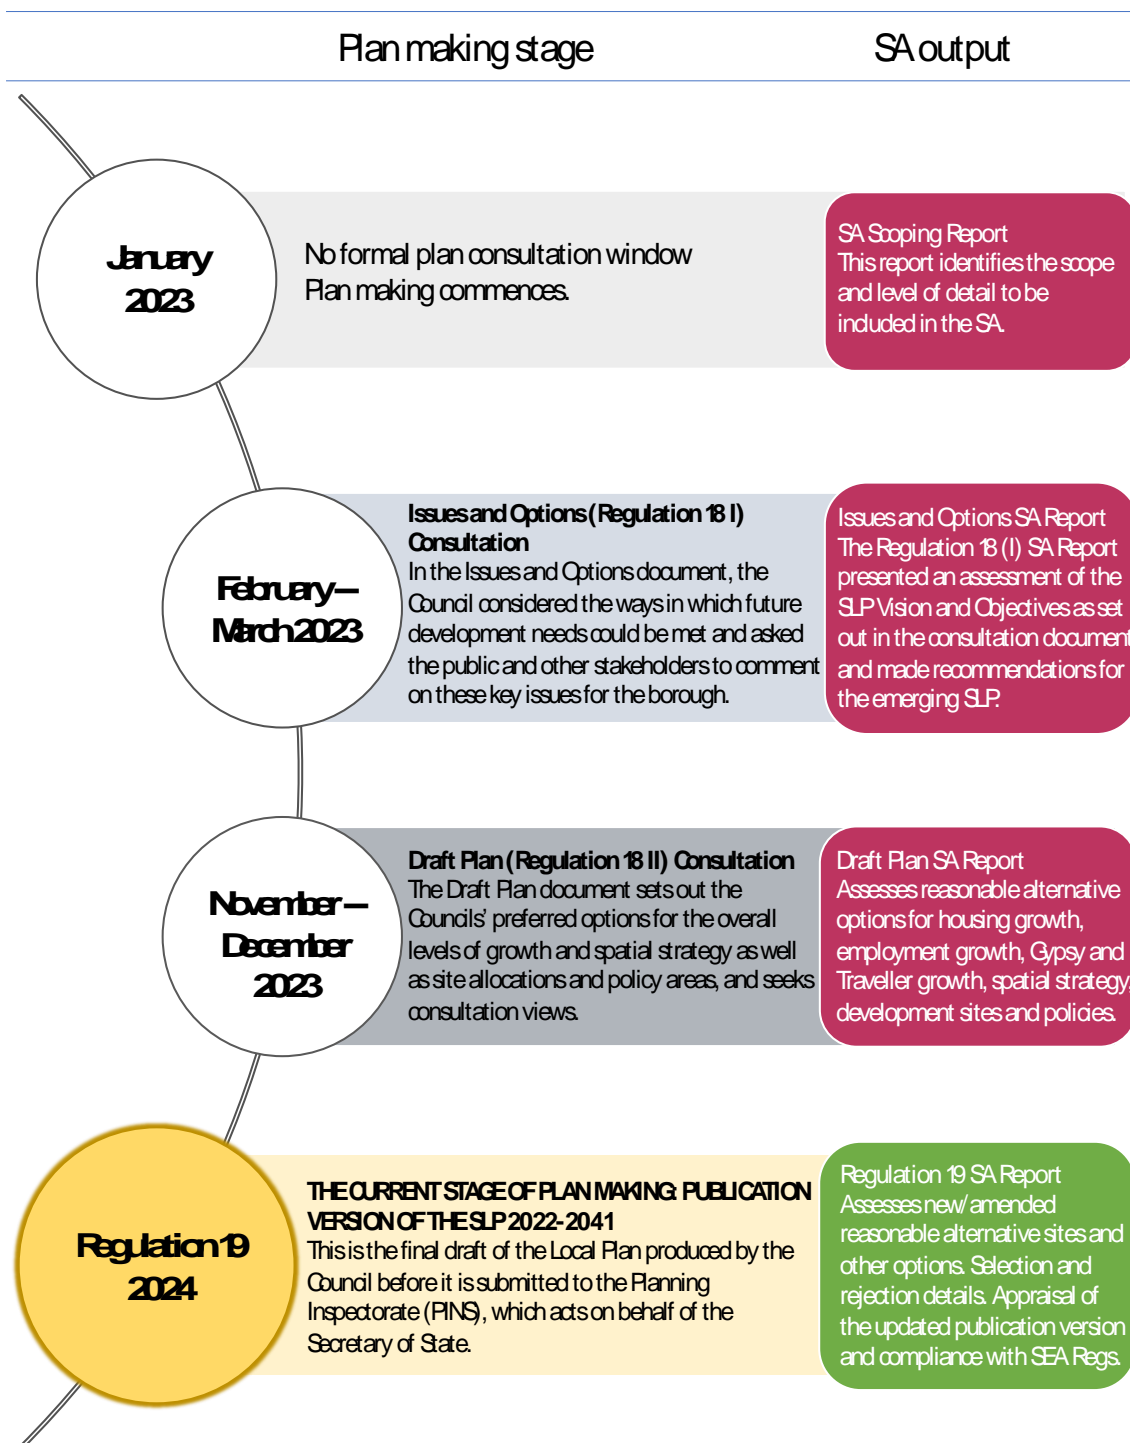 Plan making stage
SA output
January
2023
No formal plan consultation window
Plan making commences.
SA Scoping Report
This report identifies the scope
and level of detail to be
included in the SA.
February –
March 2023
Issues and Options (Regulation 18 I)
Consultation
In the Issues and Options document, the
Council considered the ways in which future
development needs could be met and asked
the public and other stakeholders to comment
on these key issues for the borough.
Issues and Options SA Report
The Regulation 18 (I) SA Report
presented an assessment of the
SLP Vision and Objectives as set
out in the consultation document
and made recommendations for
the emerging SLP.
November –
December
2023
Draft Plan (Regulation 18 II) Consultation
The Draft Plan document sets out the
Councils' preferred options for the overall
levels of growth and spatial strategy as well
as site allocations and policy areas, and seeks
consultation views.
Draft Plan SA Report
Assesses reasonable alternative
options for housing growth,
employment growth, Gypsy and
Traveller growth, spatial strategy,
development sites and policies.
Regulation 19
2024
THE CURRENT STAGE OF PLAN MAKING: PUBLICATION
VERSION OF THE SLP 2022-2041
This is the final draft of the Local Plan produced by the
Council before it is submitted to the Planning
Inspectorate (PINS), which acts on behalf of the
Secretary of State.
Regulation 19 SA Report
Assesses new/amended
reasonable alternative sites and
other options. Selection and
rejection details. Appraisal of
the updated publication version
and compliance with SEA Regs.